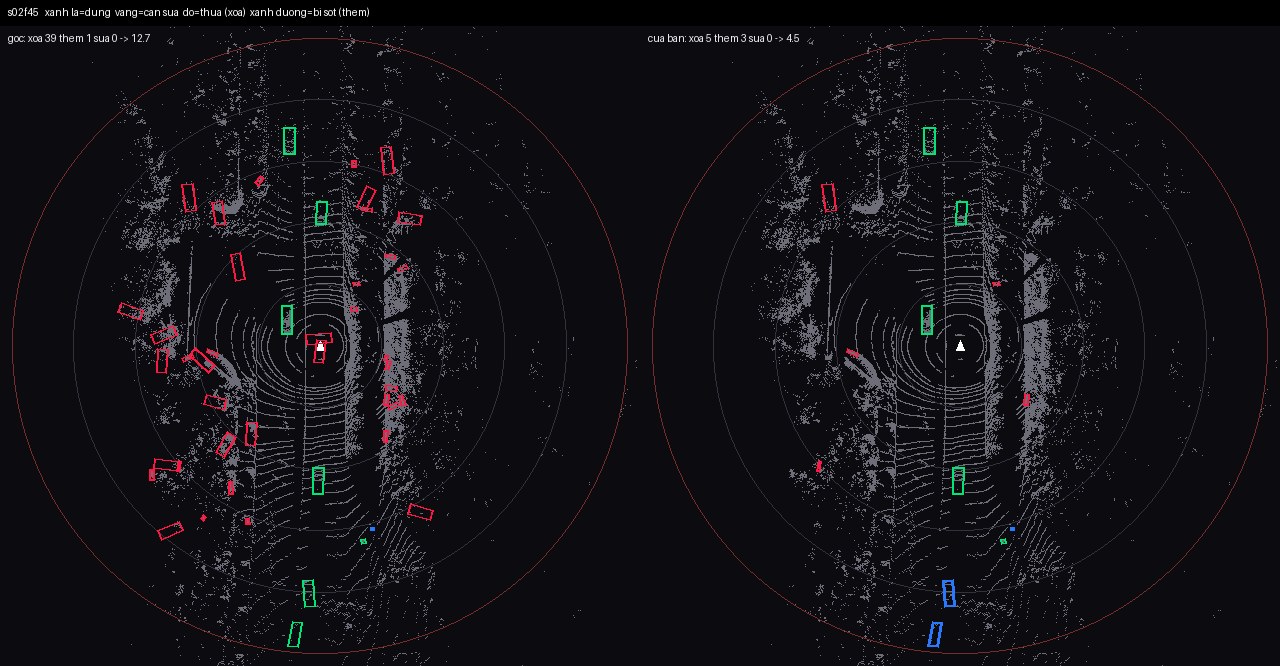 s02f45 xanh la=dung vang=can sua do=thua (xoa) xanh duong=bi sot (them)
goc: xoa 39 them 1 sua 0 -> 12.7
cua ban: xoa 5 them 3 sua 0 -> 4.5